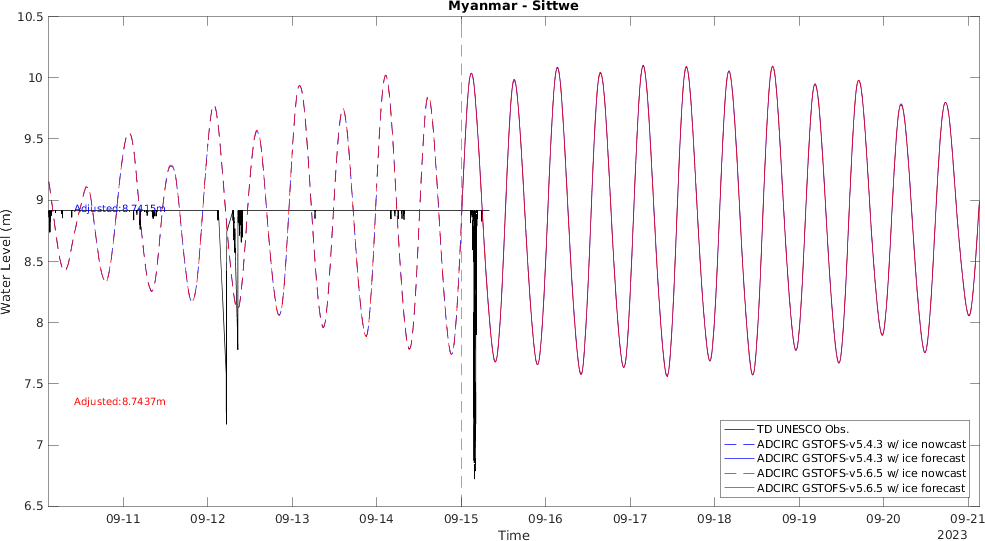 Myanmar - Sittwe
10.5
10
9.5
9
8.5
8
7.5
7
6.5
Water Level (m)
Adjusted:8.7415m
Adjusted:8.7437m
TD UNESCO Obs.
ADCIRC GSTOFS-v5.4.3 w/ ice nowcast
ADCIRC GSTOFS-v5.4.3 w/ ice forecast
ADCIRC GSTOFS-v5.6.5 w/ ice nowcast
ADCIRC GSTOFS-v5.6.5 w/ ice forecast
09-11 09-12 09-13 09-14 09-15 09-16 09-17 09-18 09-19 09-20 09-21
Time 2023